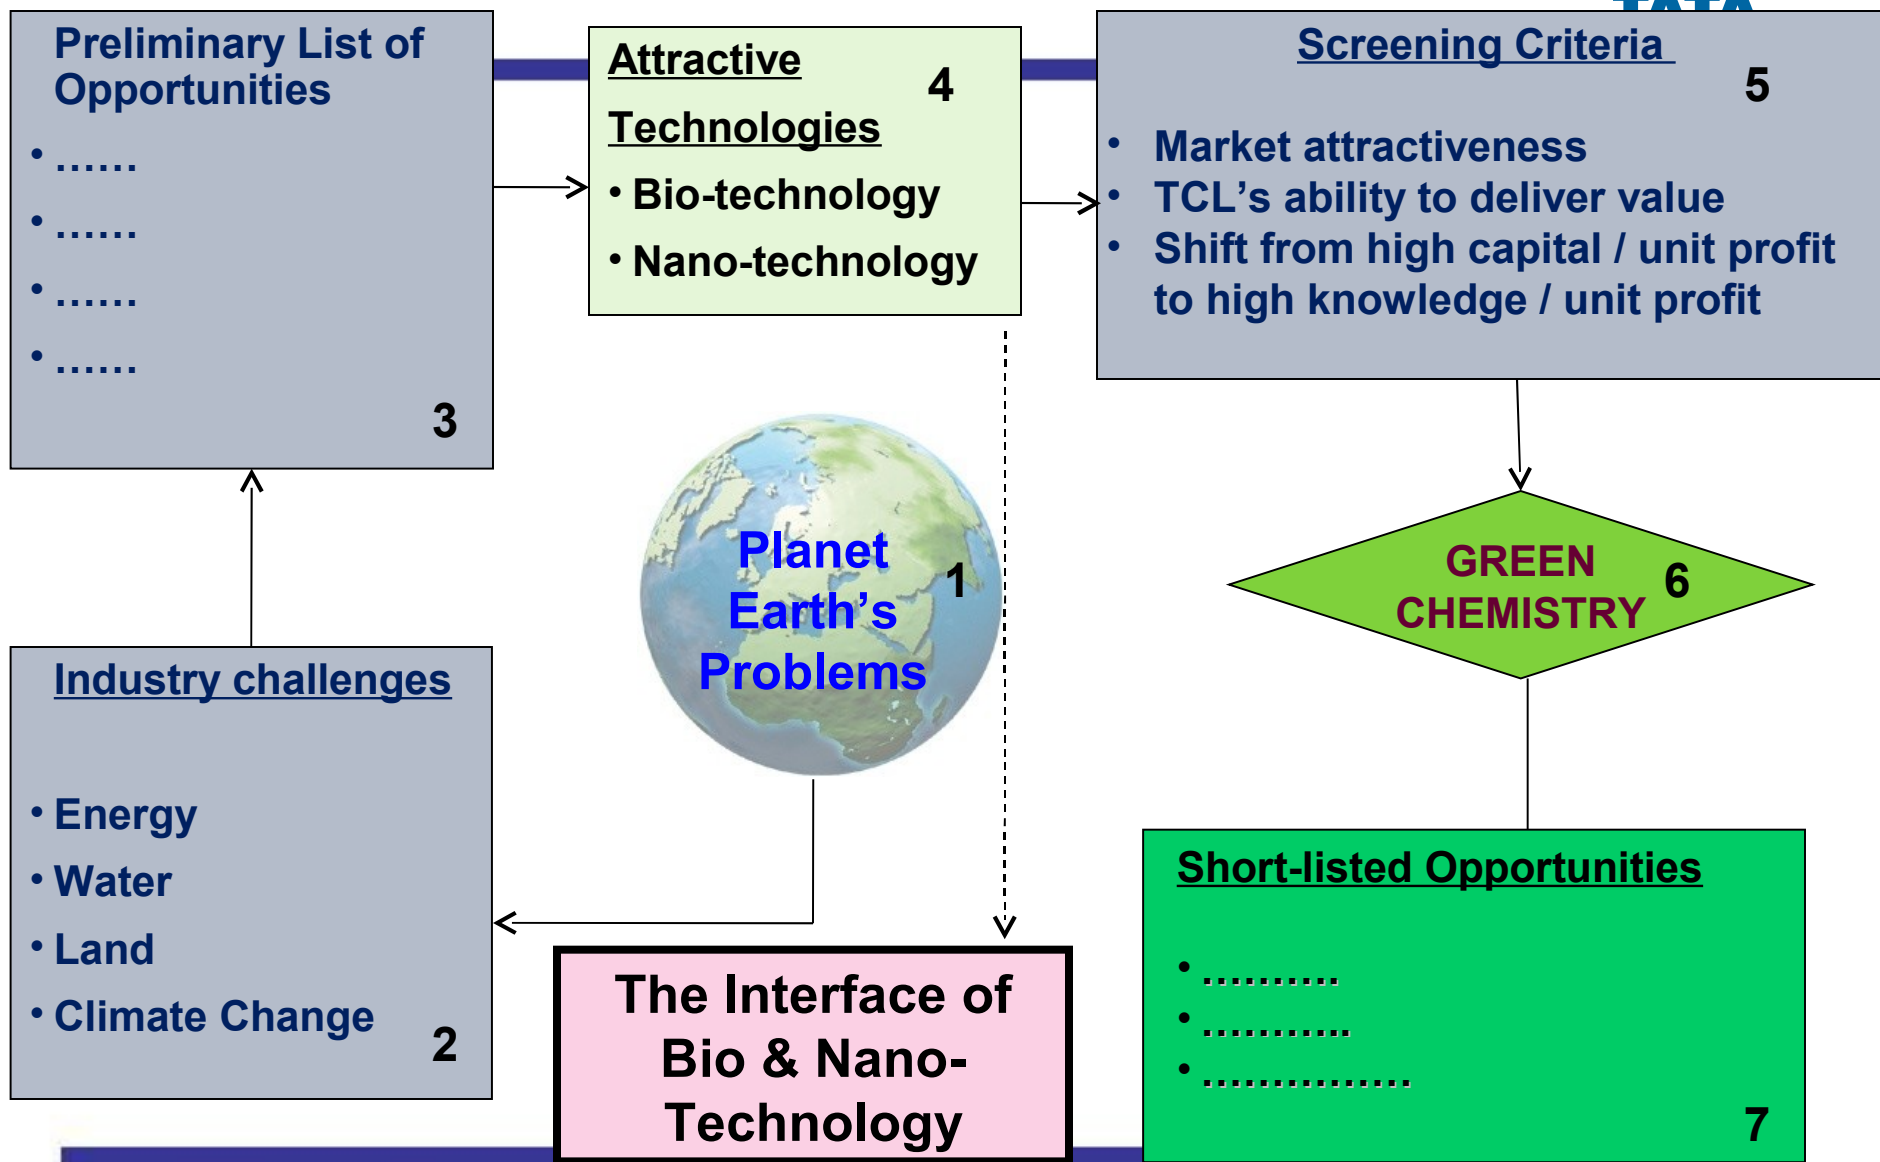 TATA
Preliminary List of
Opportunities
• ……
• ……
• ……
• ……
3
Attractive
Technologies
• Bio-technology
• Nano-technology
4
Screening Criteria
5
• Market attractiveness
• TCL’s ability to deliver value
• Shift from high capital / unit profit
to high knowledge / unit profit
Planet
Earth’s
Problems
1
GREEN
CHEMISTRY
6
Industry challenges
• Energy
• Water
• Land
• Climate Change
2
The Interface of
Bio & Nano-
Technology
Short-listed Opportunities
• ……….
• ………..
• ……………
7